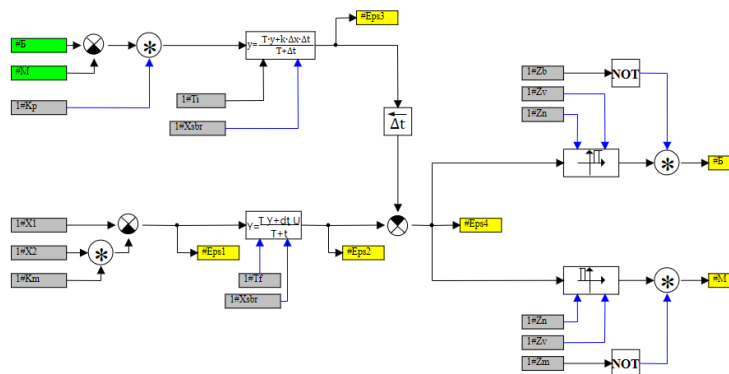 #Eps3
#Б
#М
y=
T·y+k·Δx·Δt
T+Δt
1#Zb
NOT
1#Kp
1#Ti
1#Zv
1#Xsbr
1#Zn
Δt
#Б
1#X1
Y=
T Y+dt U
T+t
#Eps4
1#X2
#Eps1
#Eps2
1#Km
1#Tf
#М
1#Xsbr
1#Zn
1#Zv
1#Zm
NOT